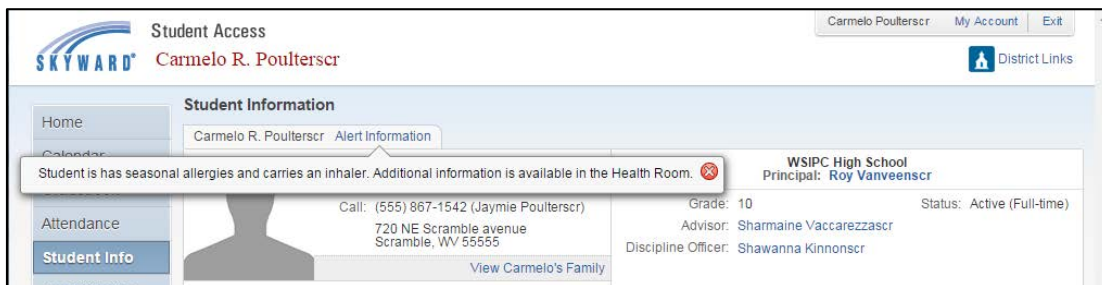 Carmelo Poulterscr My Account Exit
Student Access
SKYWARD®
Carmelo R. Poulterscr
District Links
Student Information
Home
Carmelo R. Poulterscr Alert Information
Calendar
Student is has seasonal allergies and carries an inhaler. Additional information is available in the Health Room.
WSIPC High School
Principal: Roy Vanveenscr
Attendance
Call: (555) 867-1542 (Jaymie Poulterscr)
720 NE Scramble avenue
Scramble, WV 55555
Grade: 10 Status: Active (Full-time)
Advisor: Sharmaine Vaccarezzascr
Discipline Officer: Shawanna Kinnonscr
Student Info
View Carmelo's Family